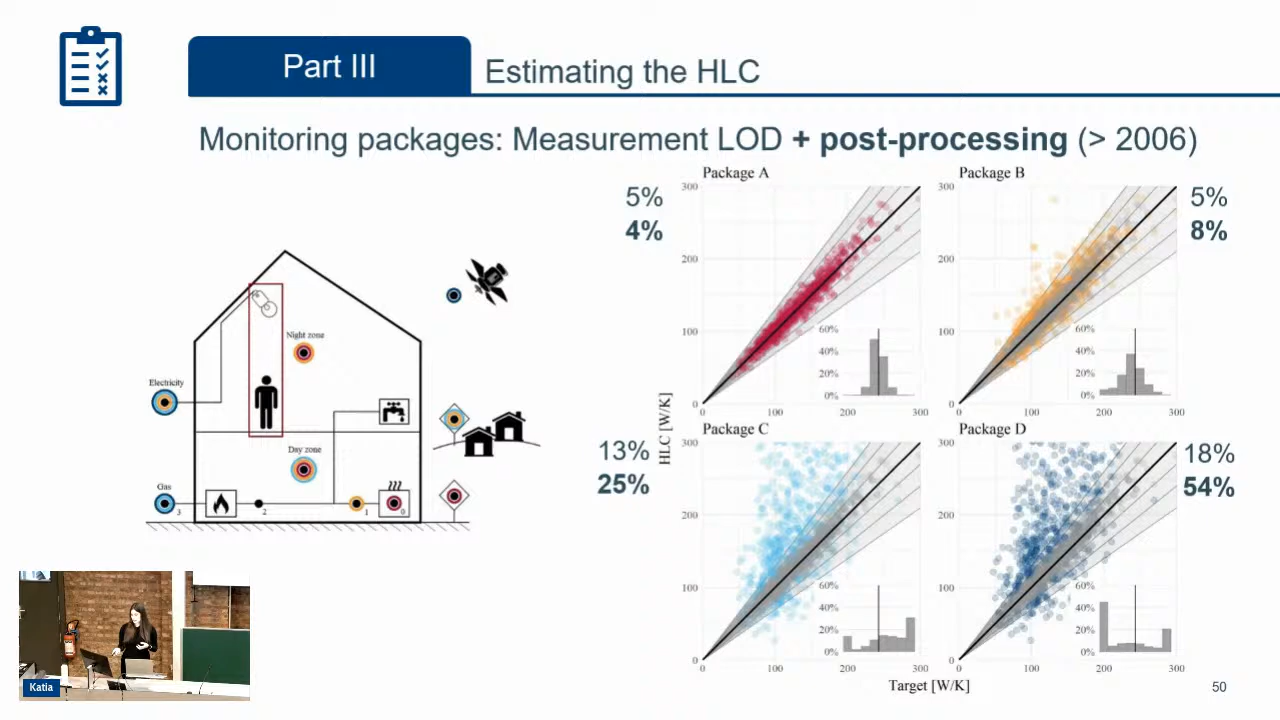 Part III
Estimating the HLC
Monitoring packages: Measurement LOD + post-processing (> 2006)
Package A
Package B
5%
4%
5%
8%
300
200
100
0
60%
40%
20%
0%
0 100 200 300
300
200
100
0
60%
40%
20%
0%
0 100 200 300
Package C
Package D
13%
25%
18%
54%
300
200
100
0
60%
40%
20%
0%
0 100 200 300
300
200
100
0
60%
40%
20%
0%
0 100 200 300
HLC [W/K]
Target [W/K]
Night zone
Electricity
Day zone
Gas
3
2
1
0
Katia
50